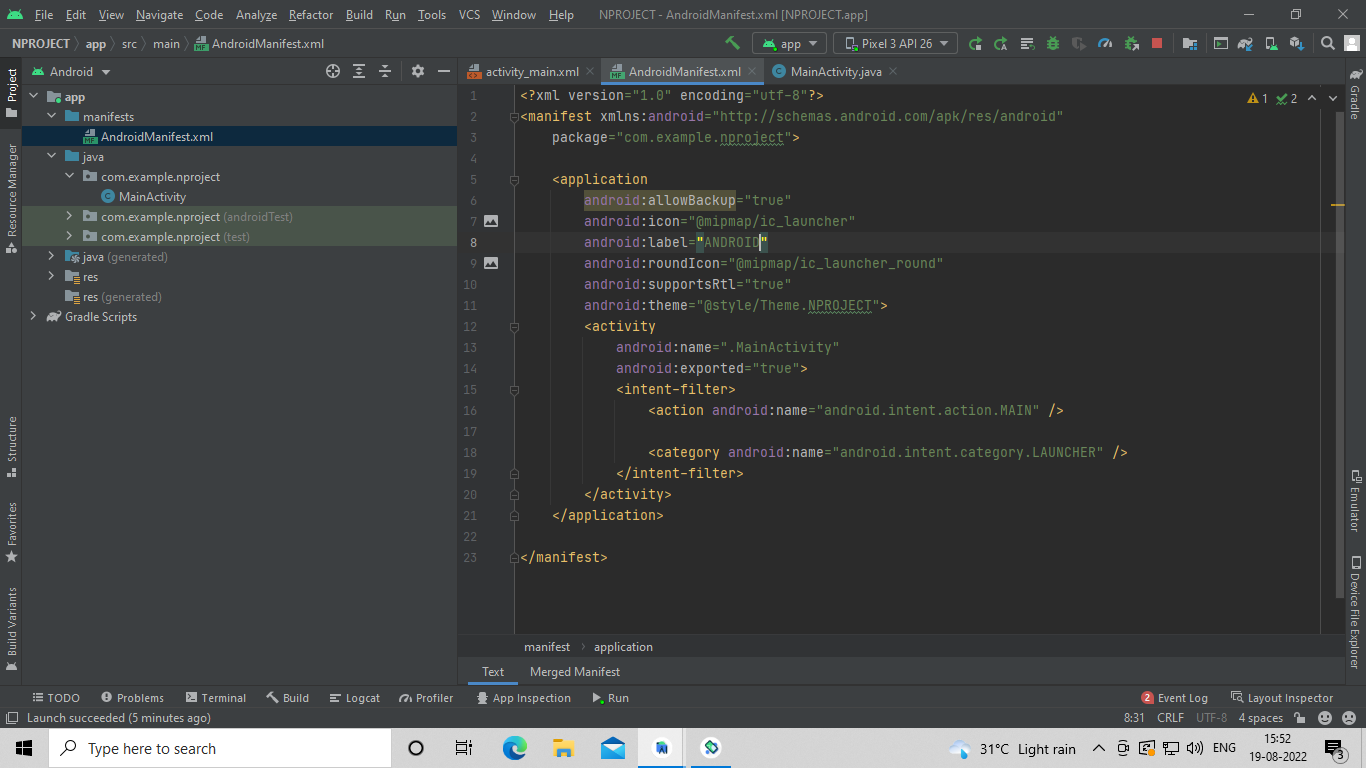 File Edit View Navigate Code Analyze Refactor Build Run Tools VCS Window Help NPROJECT - AndroidManifest.xml [NPROJECT.app]
NPROJECT app src main AndroidManifest.xml app Pixel 3 API 26
Project
Resource Manager
Structure
Favorites
Build Variants
Android
app
manifests
AndroidManifest.xml
java
com.example.nproject
MainActivity
com.example.nproject (androidTest)
com.example.nproject (test)
java (generated)
res
res (generated)
Gradle Scripts
activity_main.xml AndroidManifest.xml MainActivity.java
1 <?xml version="1.0" encoding="utf-8"?>
2 <manifest xmlns:android="http://schemas.android.com/apk/res/android"
3 package="com.example.nproject">
4
5 <application
6 android:allowBackup="true"
7 android:icon="@mipmap/ic_launcher"
8 android:label="ANDROID"
9 android:roundIcon="@mipmap/ic_launcher_round"
10 android:supportsRtl="true"
11 android:theme="@style/Theme.NPROJECT">
12 <activity
13 android:name=".MainActivity"
14 android:exported="true">
15 <intent-filter>
16 <action android:name="android.intent.action.MAIN" />
17
18 <category android:name="android.intent.category.LAUNCHER" />
19 </intent-filter>
20 </activity>
21 </application>
22
23 </manifest>
1 2
Gradle
Emulator
Device File Explorer
manifest application
Text Merged Manifest
TODO Problems Terminal Build Logcat Profiler App Inspection Run 2 Event Log Layout Inspector
Launch succeeded (5 minutes ago) 8:31 CRLF UTF-8 4 spaces
Type here to search 31°C Light rain ENG 15:52
19-08-2022 3